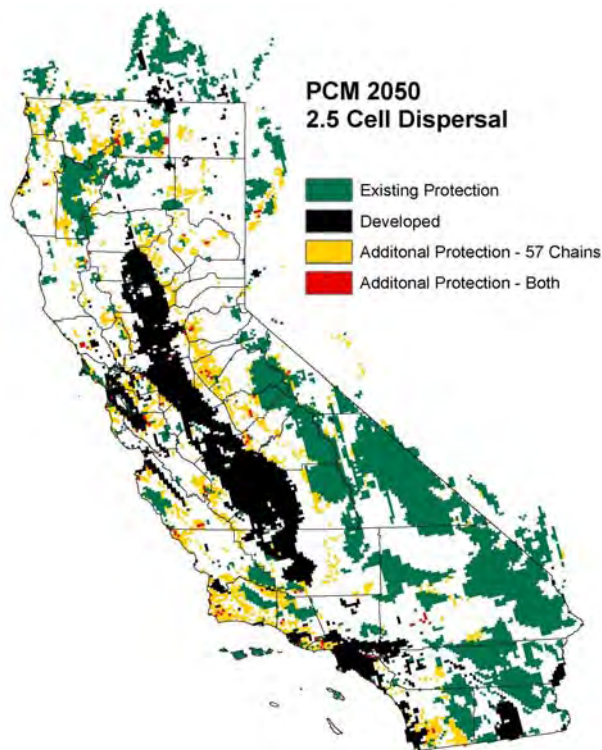 PCM 2050
2.5 Cell Dispersal
Existing Protection
Developed
Additonal Protection - 57 Chains
Additonal Protection - Both